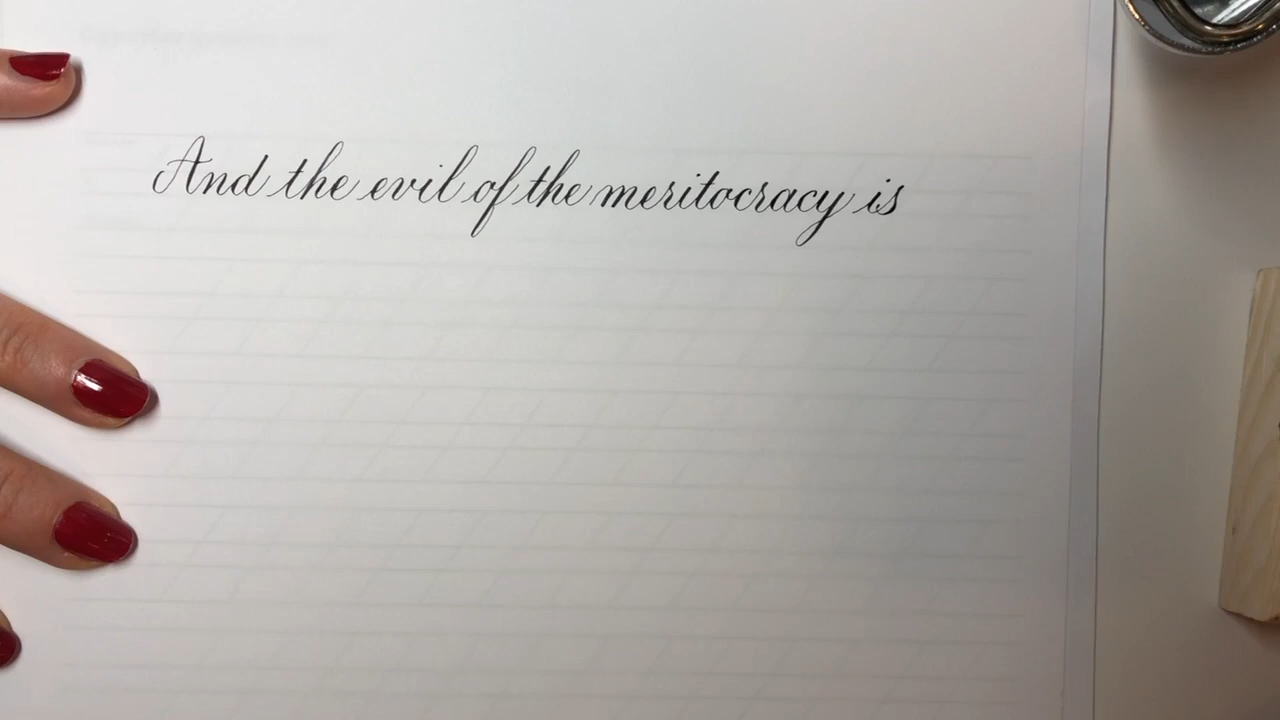 And the evil of the meritocracy is